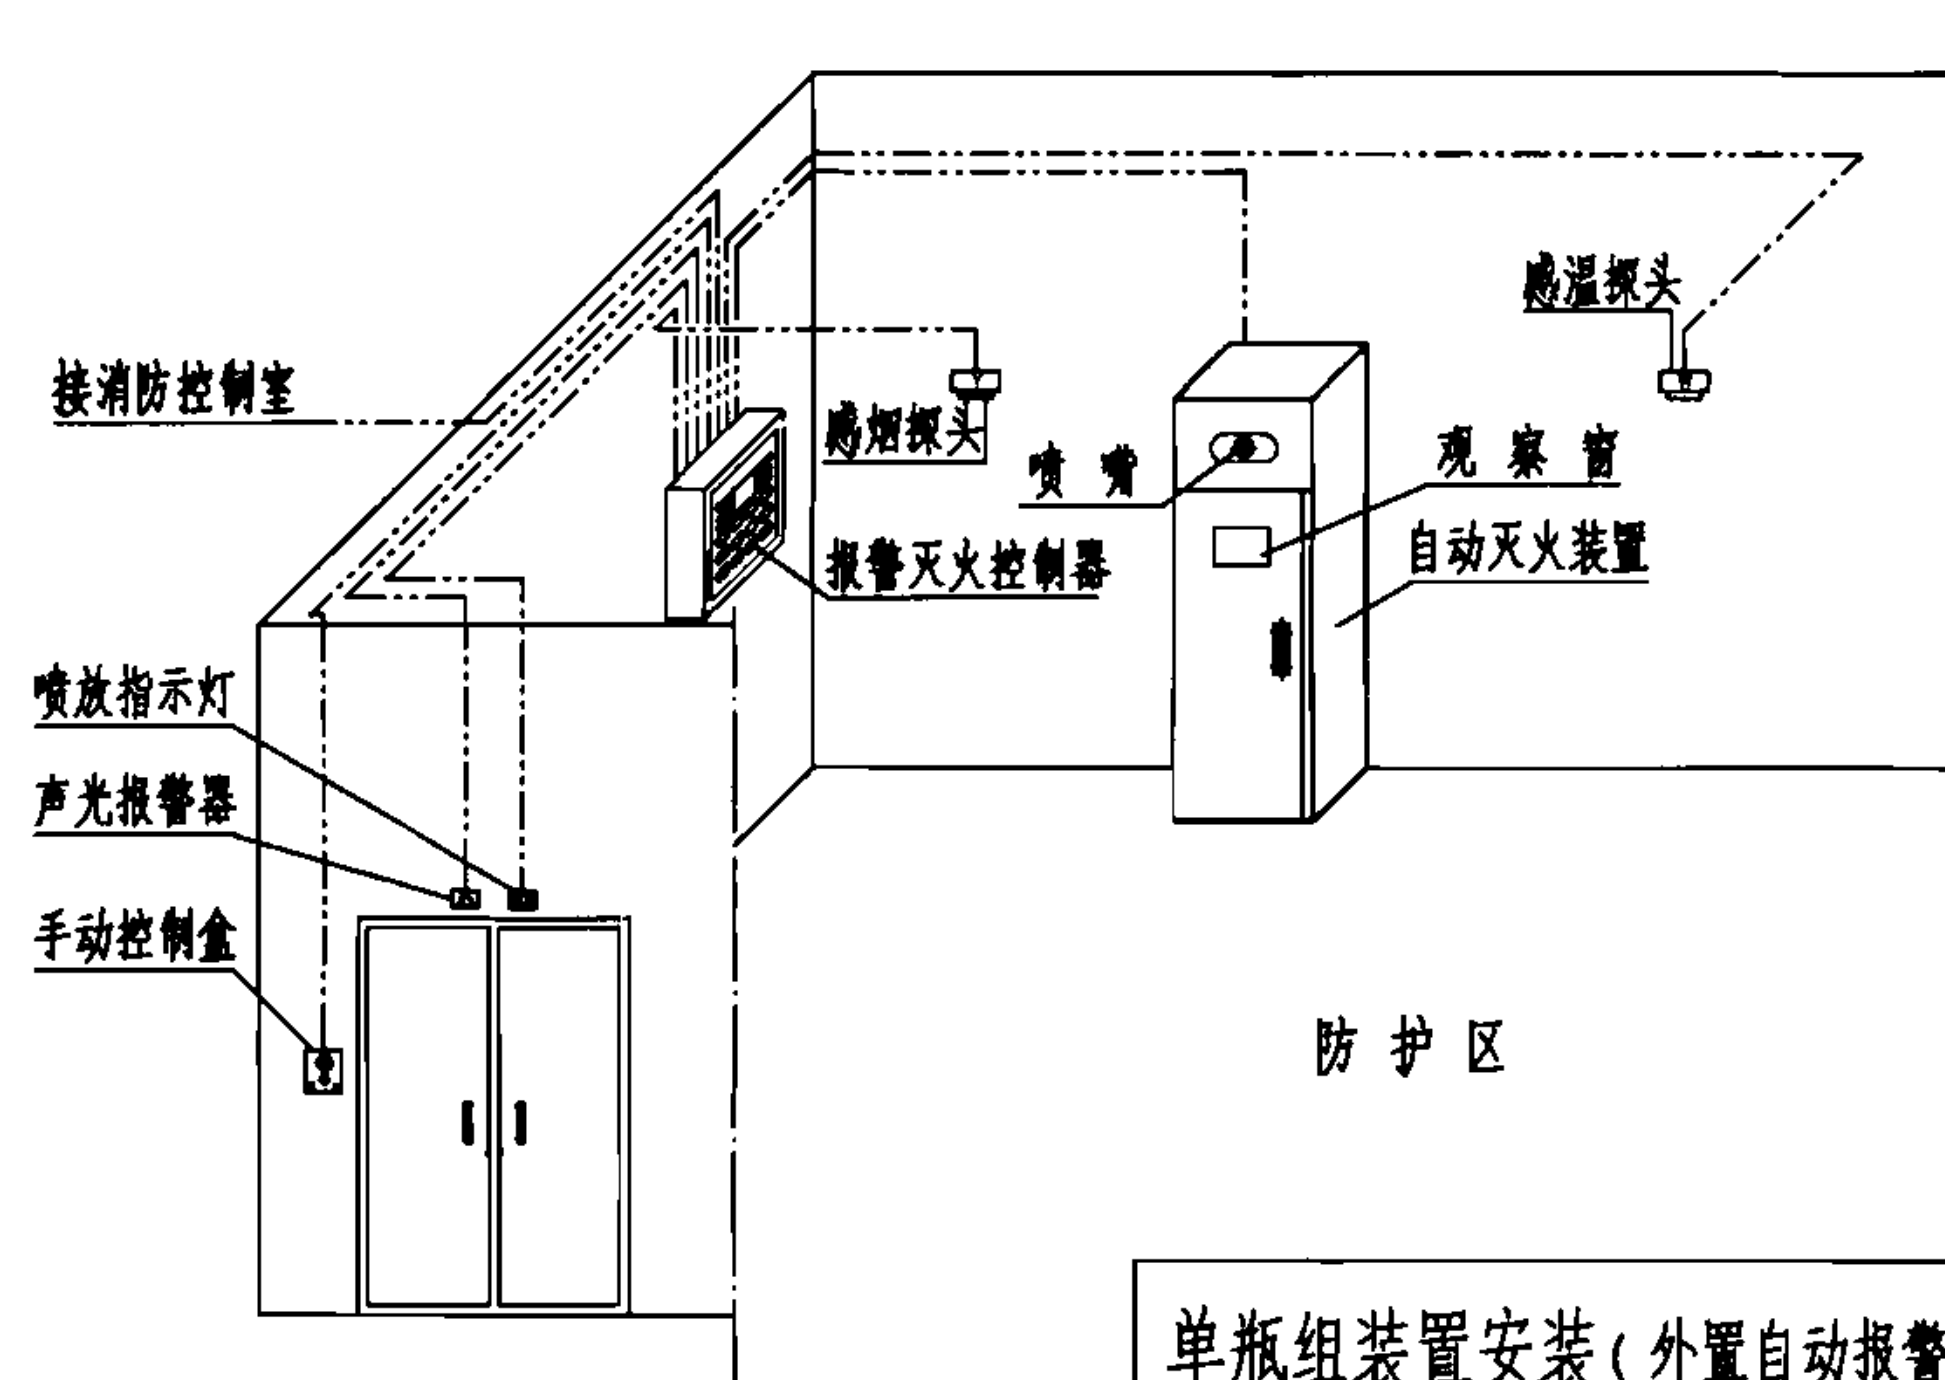 感温探头
接消防控制室
感烟探头
喷嘴
观察窗
自动灭火装置
报警灭火控制器
喷放指示灯
声光报警器
手动控制盒
防护区
单瓶组装置安装(外置自动报警